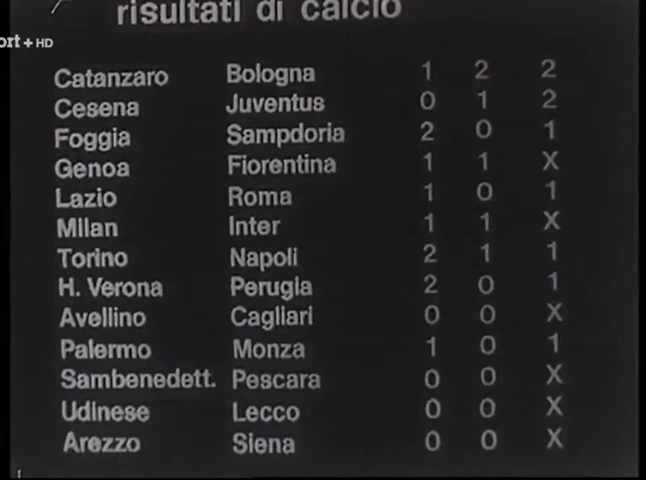 risultati di calcio
ort + HD
Catanzaro Bologna 1 2 2
Cesena Juventus 0 1 2
Foggia Sampdoria 2 0 1
Genoa Fiorentina 1 1 X
Lazio Roma 1 0 1
Milan Inter 1 1 X
Torino Napoli 2 1 1
H. Verona Perugia 2 0 1
Avellino Cagliari 0 0 X
Palermo Monza 1 0 1
Sambenedett. Pescara 0 0 X
Udinese Lecco 0 0 X
Arezzo Siena 0 0 X